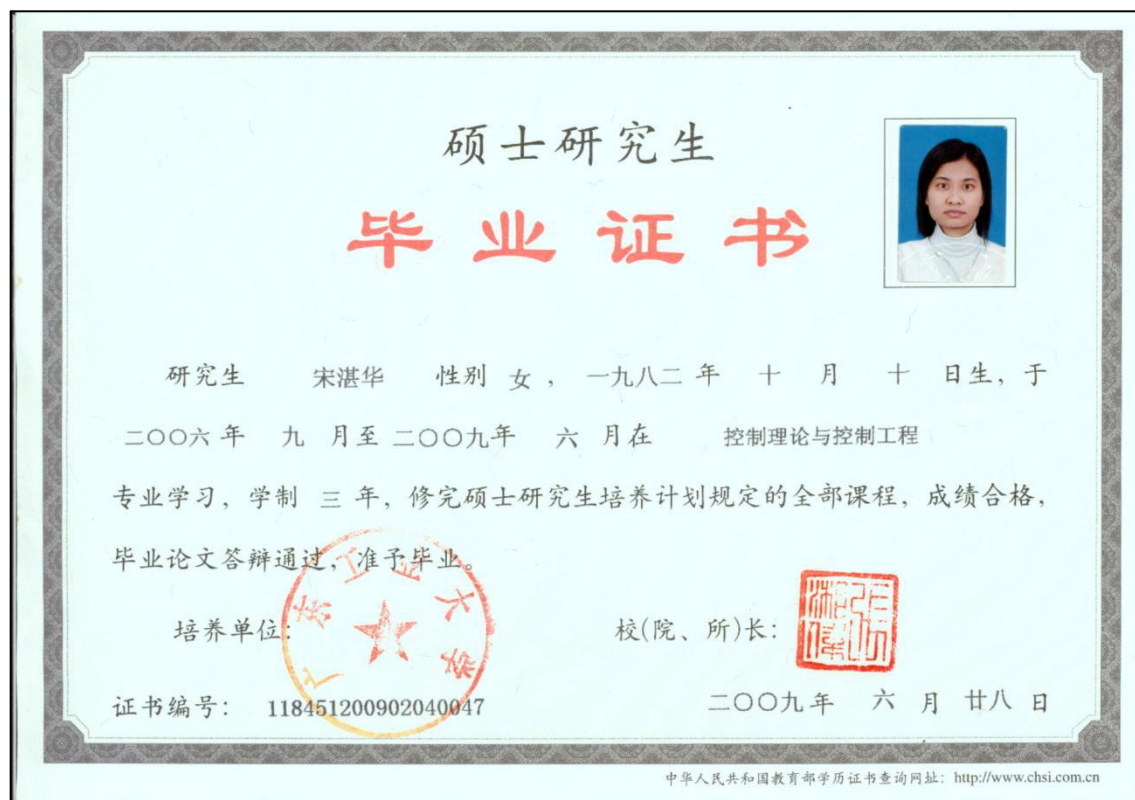 硕士研究生
毕业证书
研究生 宋湛华 性别 女，一九八二 年 十 月 十 日生，于
二〇〇六 年 九 月至 二〇〇九年 六 月在 控制理论与控制工程
专业学习，学制 三 年，修完硕士研究生培养计划规定的全部课程，成绩合格，
毕业论文答辩通过，准予毕业。
广东工业大学
培养单位：
校(院、所)长：
证书编号： 118451200902040047
二〇〇九年 六 月 廿八 日
中华人民共和国教育部学历证书查询网址：http://www.chsi.com.cn